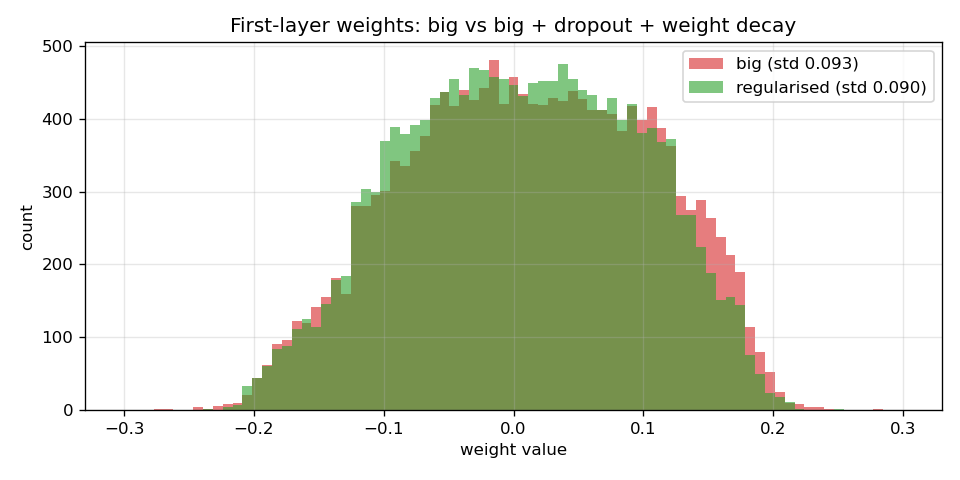 First-layer weights: big vs big + dropout + weight decay
big (std 0.093)
regularised (std 0.090)
count
500
400
300
200
100
0
−0.3 −0.2 −0.1 0.0 0.1 0.2 0.3
weight value